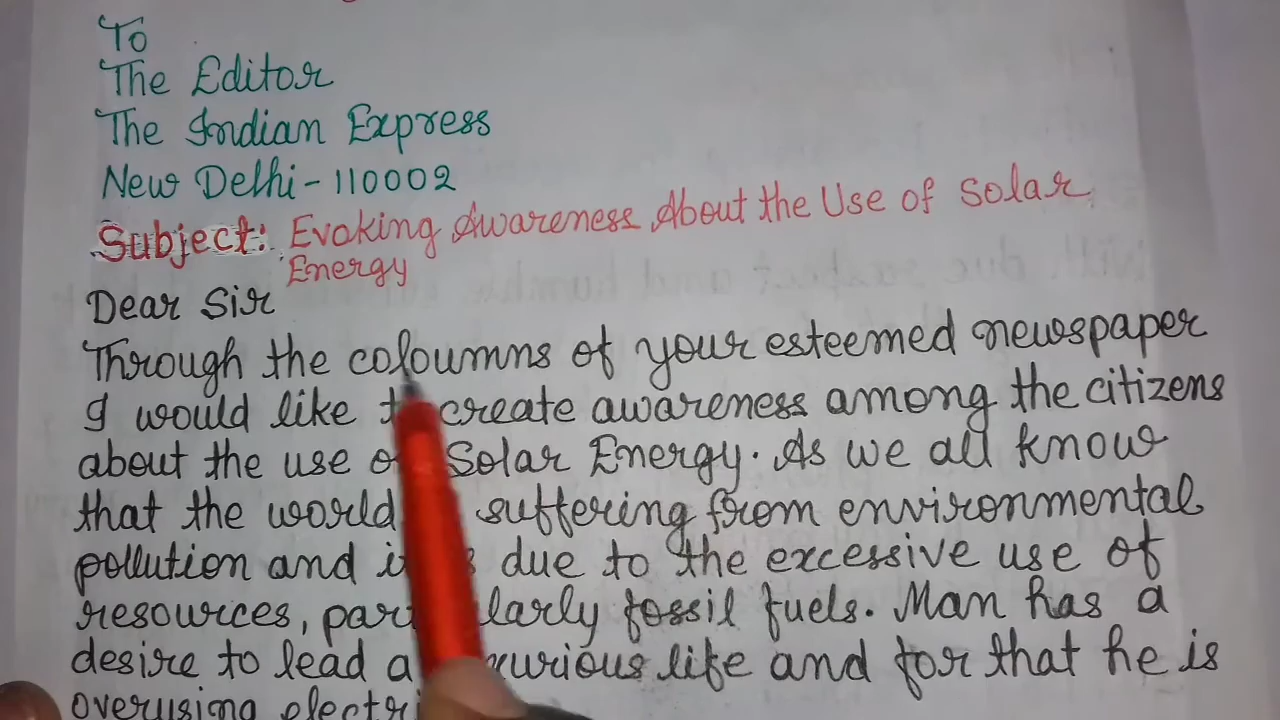 To
The Editor
The Indian Express
New Delhi-110002
Subject: Evoking Awareness About the Use of Solar
Energy
Dear Sir
Through the coloumns of your esteemed newspaper
I would like create awareness among the citizens
about the use Solar Energy. As we all know
that the world suffering from environmental
pollution and due to the excessive use of
resources, fossil fuels. Man has a
desire to lead a life and for that he is
overusing